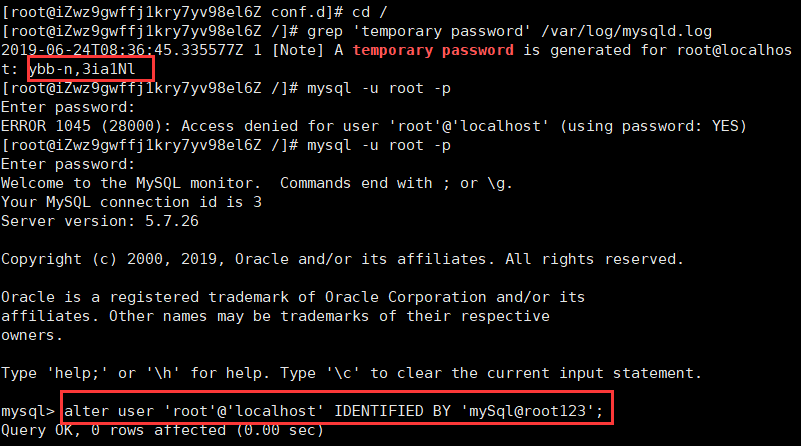 [root@iZwz9gwffj1kry7yv98el6Z conf.d]# cd /
[root@iZwz9gwffj1kry7yv98el6Z /]# grep 'temporary password' /var/log/mysqld.log
2019-06-24T08:36:45.335577Z 1 [Note] A temporary password is generated for root@localhos
t: ybb-n,3ia1Nl
[root@iZwz9gwffj1kry7yv98el6Z /]# mysql -u root -p
Enter password:
ERROR 1045 (28000): Access denied for user 'root'@'localhost' (using password: YES)
[root@iZwz9gwffj1kry7yv98el6Z /]# mysql -u root -p
Enter password:
Welcome to the MySQL monitor.  Commands end with ; or \g.
Your MySQL connection id is 3
Server version: 5.7.26
Copyright (c) 2000, 2019, Oracle and/or its affiliates. All rights reserved.
Oracle is a registered trademark of Oracle Corporation and/or its
affiliates. Other names may be trademarks of their respective
owners.
Type 'help;' or '\h' for help. Type '\c' to clear the current input statement.
mysql> alter user 'root'@'localhost' IDENTIFIED BY 'mySql@root123';
Query OK, 0 rows affected (0.00 sec)